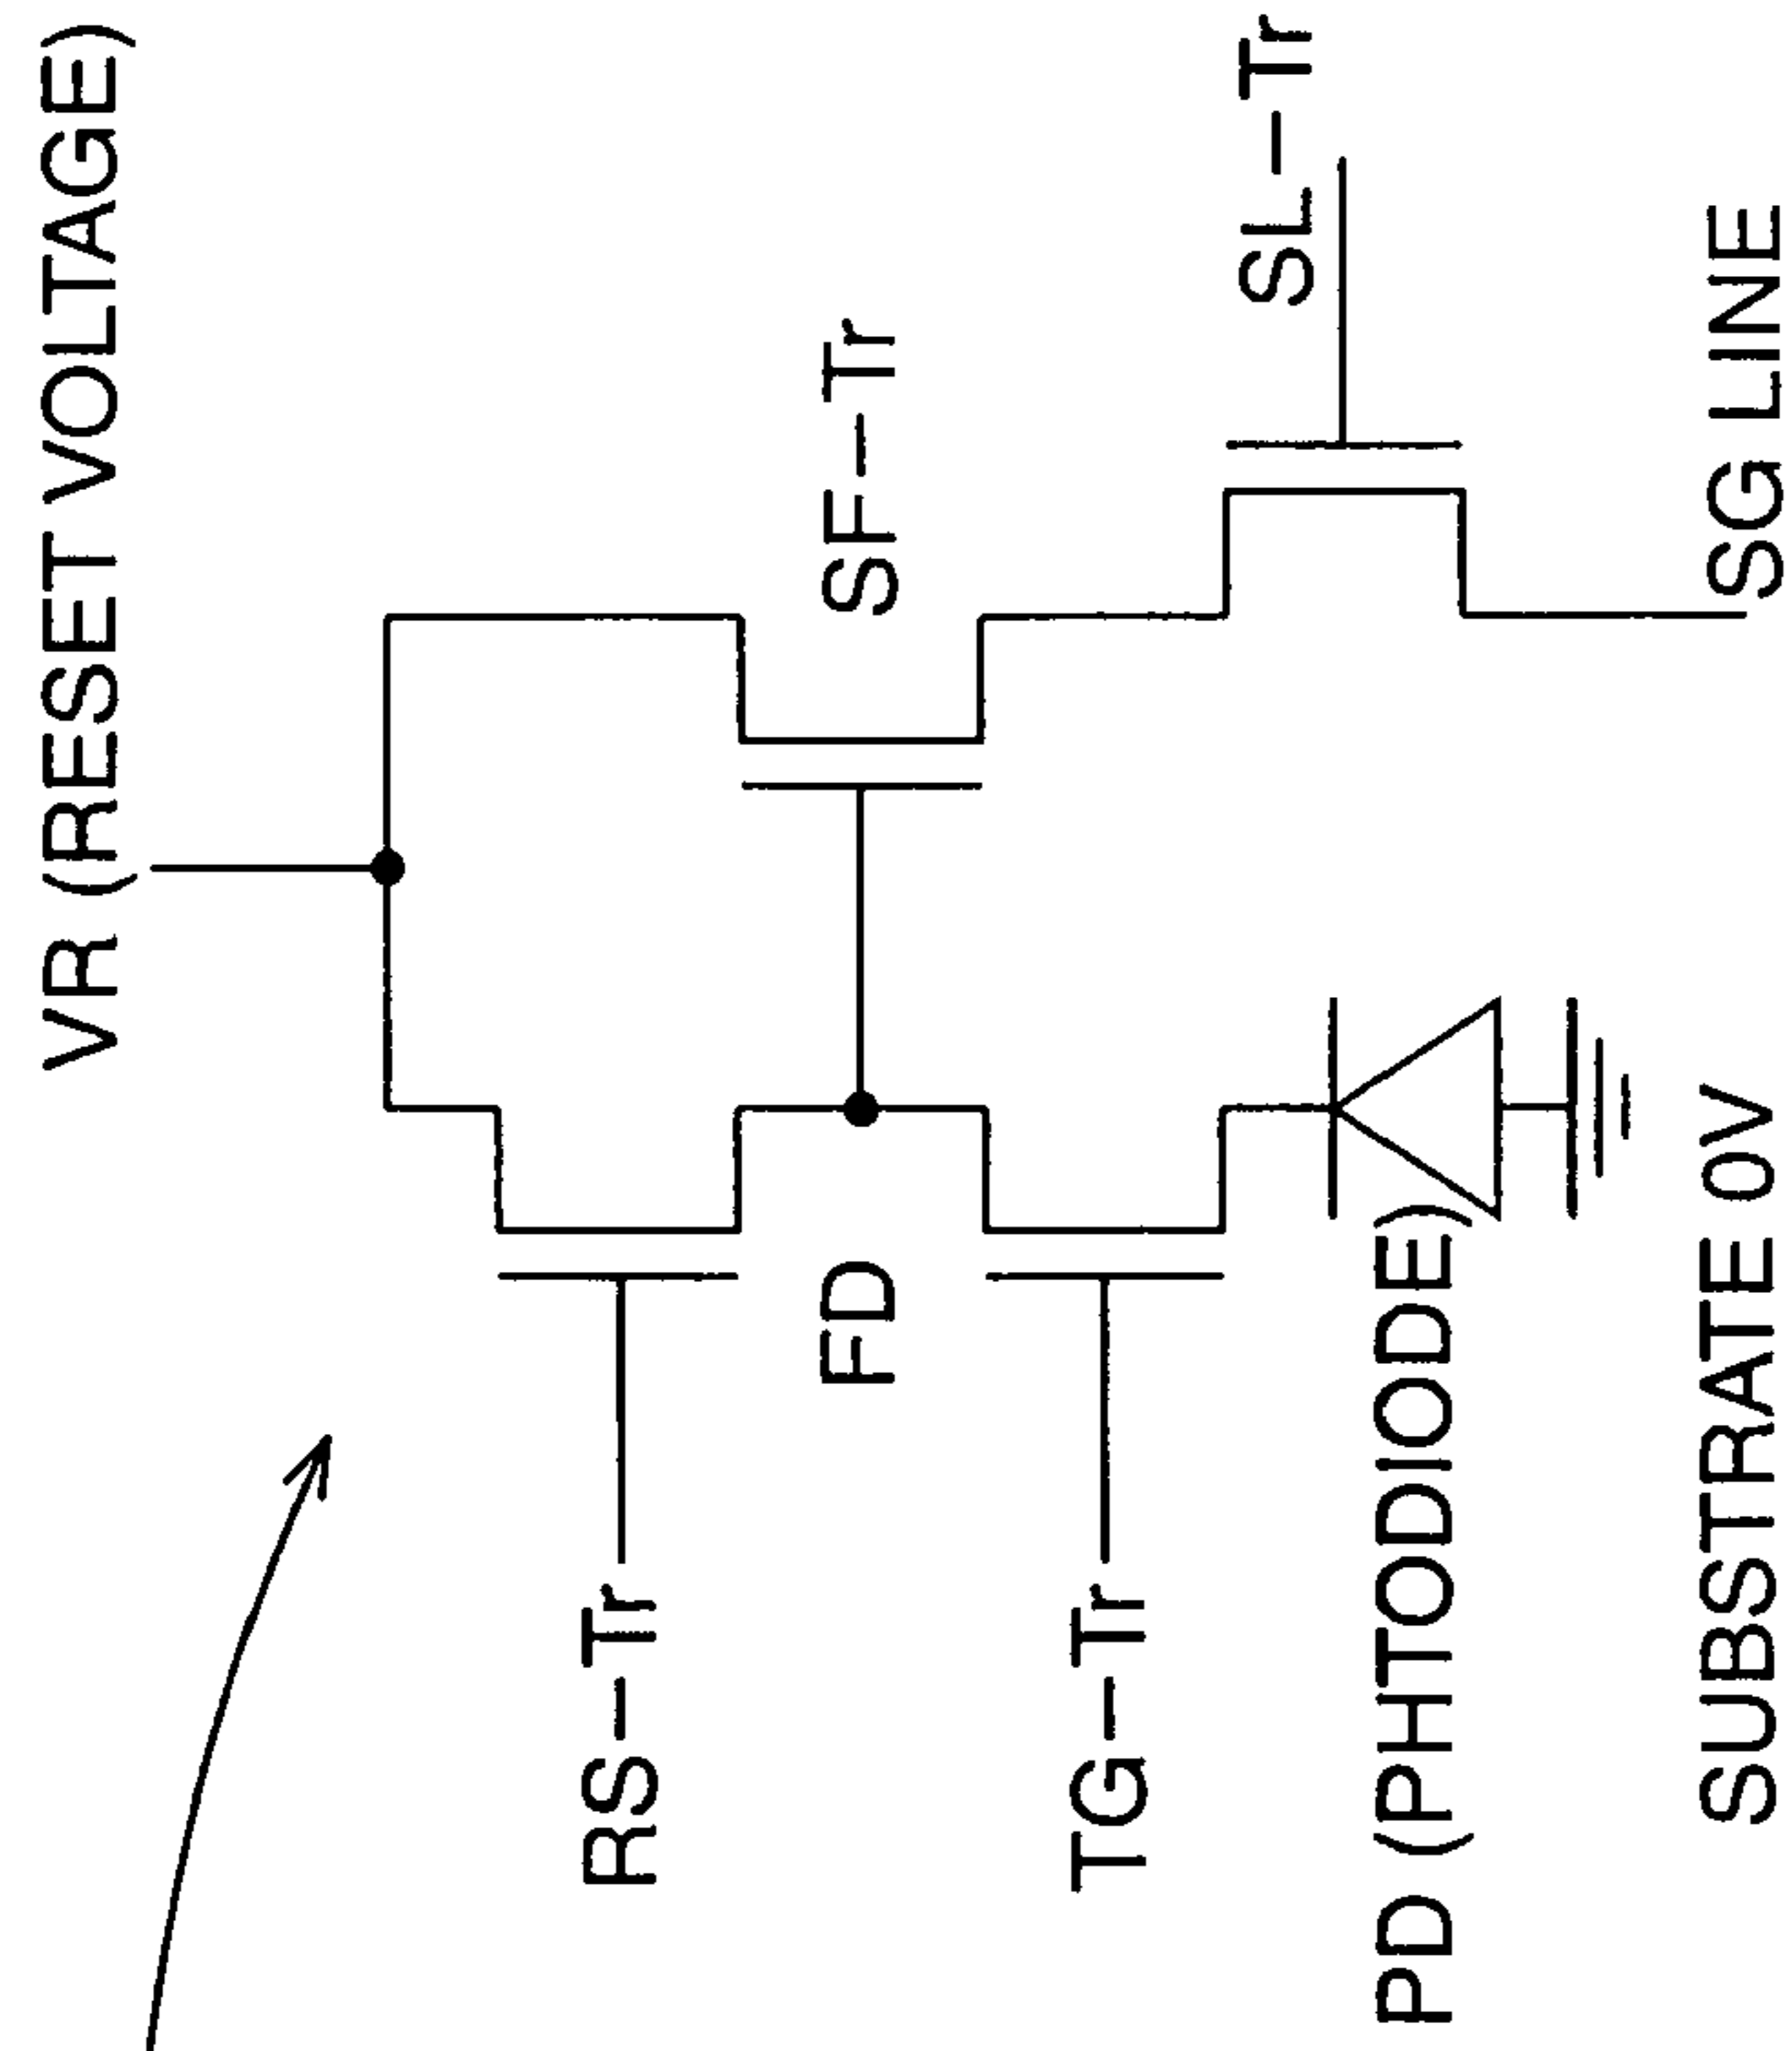 VR (RESET VOLTAGE)
RS-Tr
SF-Tr
FD
TG-Tr
SL-Tr
PD (PHTODIODE)
SUBSTRATE 0V
SG LINE